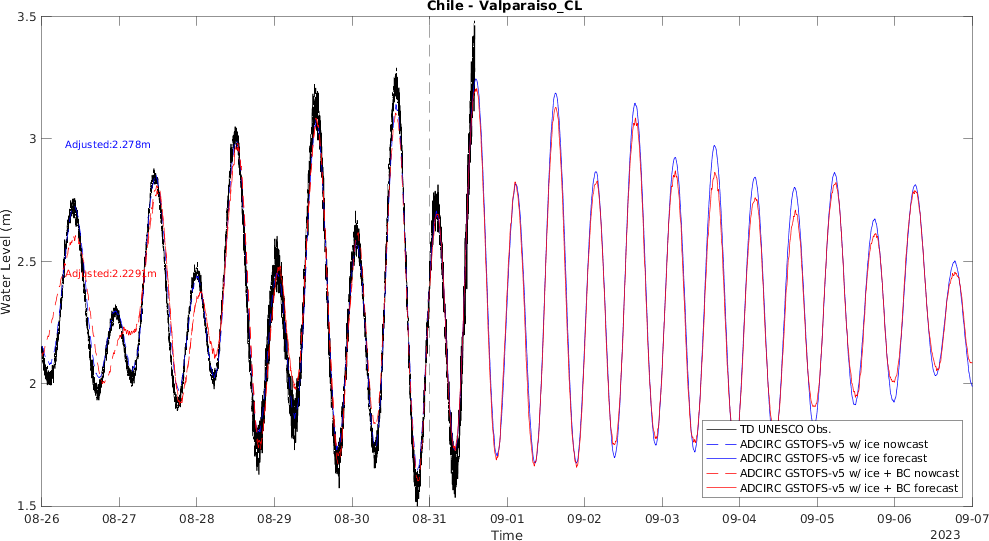 Chile - Valparaiso_CL
3.5
3
2.5
2
1.5
Water Level (m)
Adjusted:2.278m
Adjusted:2.2291m
TD UNESCO Obs.
ADCIRC GSTOFS-v5 w/ ice nowcast
ADCIRC GSTOFS-v5 w/ ice forecast
ADCIRC GSTOFS-v5 w/ ice + BC nowcast
ADCIRC GSTOFS-v5 w/ ice + BC forecast
08-26 08-27 08-28 08-29 08-30 08-31 09-01 09-02 09-03 09-04 09-05 09-06 09-07
Time
2023